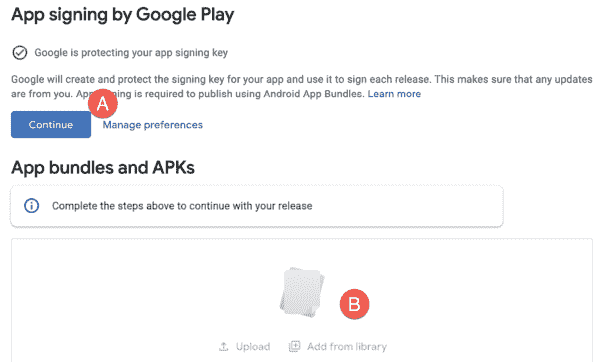 App signing by Google Play
Google is protecting your app signing key
Google will create and protect the signing key for your app and use it to sign each release. This makes sure that any updates
are from you. App signing is required to publish using Android App Bundles. Learn more
A
Continue Manage preferences
App bundles and APKs
Complete the steps above to continue with your release
B
Upload Add from library